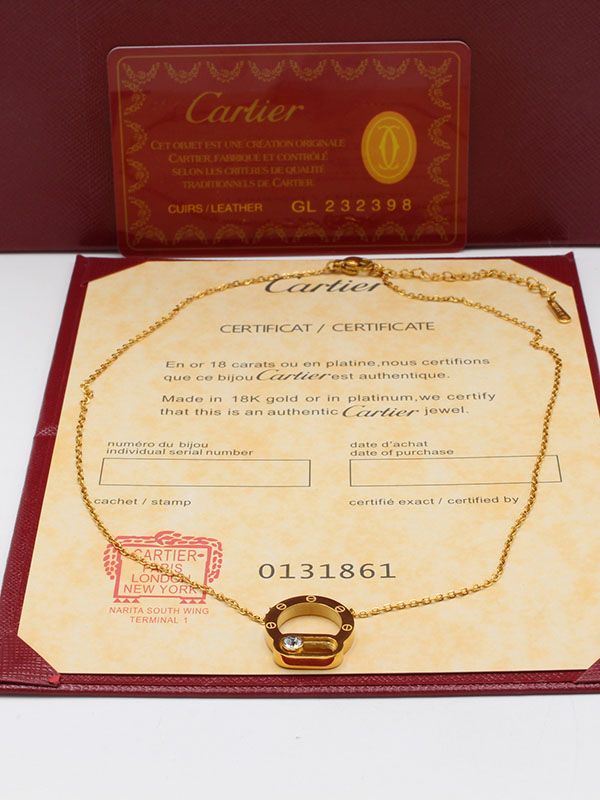 Cartier
CET OBJET EST UNE CRÉATION ORIGINALE
CARTIER, FABRIQUÉ ET CONTRÔLÉ
SELON LES CRITÈRES DE QUALITÉ
TRADITIONNELS DE CARTIER.
CUIRS/LEATHER GL 232398
Cartier
CERTIFICAT / CERTIFICATE
En or 18 carats ou en platine,nous certifions
que ce bijou Cartier est authentique.
Made in 18K gold or in platinum,we certify
that this is an authentic Cartier jewel.
numéro du bijou
individual serial number
date d'achat
date of purchase
cachet / stamp
certifié exact / certified by
CARTIER
PARIS
LONDON
NEW YORK
NARITA SOUTH WING
TERMINAL 1
0131861